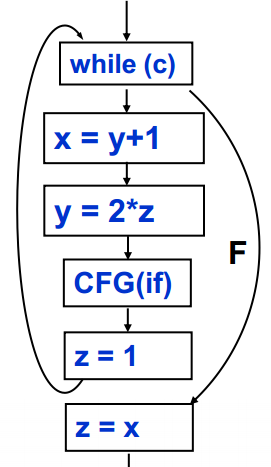 while (c)
x = y+1
y = 2*z
CFG(if)
F
z = 1
z = x